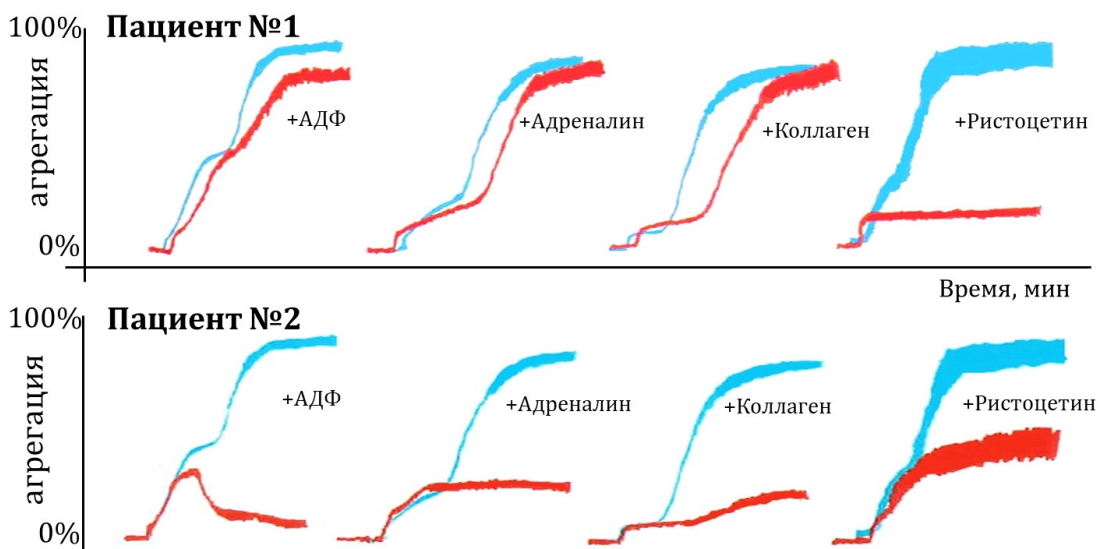 100%
Пациент №1
агрегация
+АДФ
+Адреналин
+Коллаген
+Ристоцетин
0%
Время, мин
100%
Пациент №2
агрегация
+АДФ
+Адреналин
+Коллаген
+Ристоцетин
0%